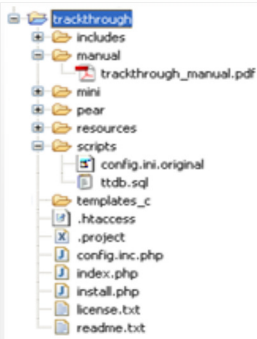 trackthrough
includes
manual
trackthrough_manual.pdf
mini
pear
resources
scripts
config.ini.original
ttdb.sql
templates_c
.htaccess
.project
config.inc.php
index.php
install.php
license.txt
readme.txt